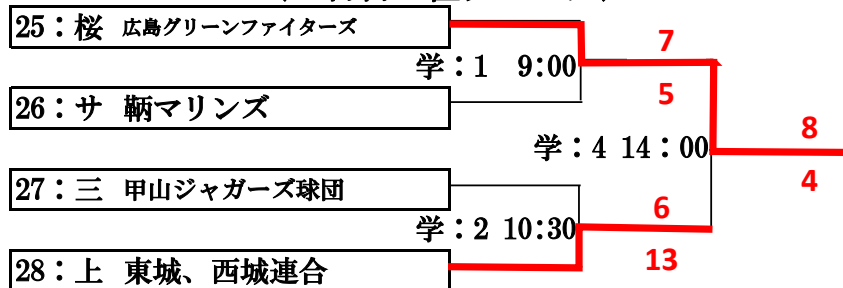 25：桜 広島グリーンファイターズ
7
学：1 9:00
5
26：サ 鞆マリンズ
8
学：4 14：00
4
27：三 甲山ジャガーズ球団
6
学：2 10:30
13
28：上 東城、西城連合